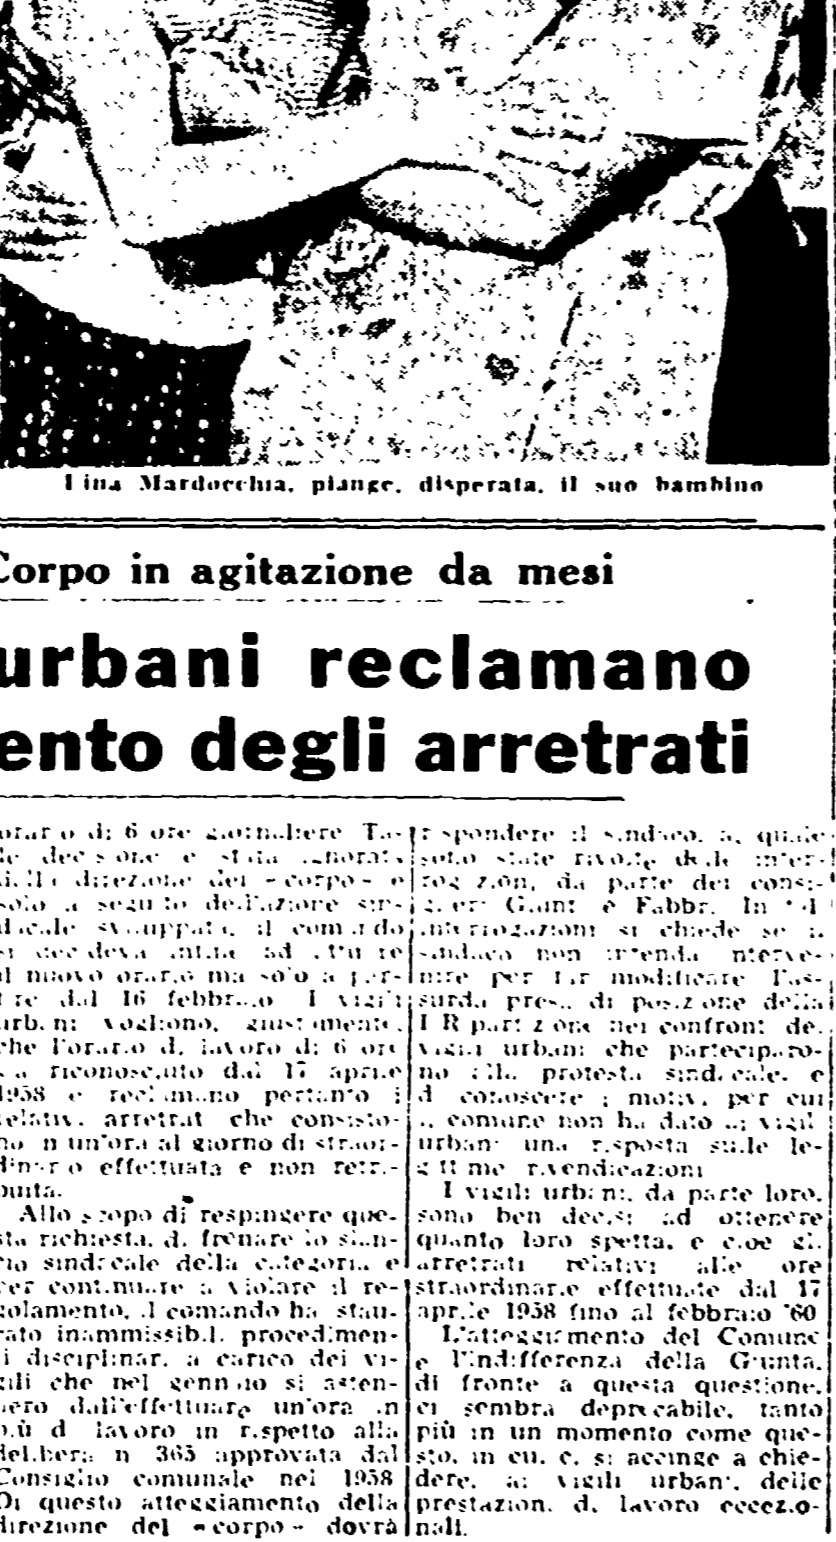 Lina Mardocchia, piange, disperata, il suo bambino
Corpo in agitazione da mesi
urbani reclamano
ento degli arretrati
orario di 6 ore giornaliere Ta-
le decisione è stata ignorata
dalla direzione del «corpo» e
solo a seguito dell'azione sin-
dacale sviluppata, il comando
si decideva ad
il nuovo orario ma solo a par-
tire dal 16 febbraio I vigili
urbani vogliono, giustamente,
che l'orario di lavoro di 6 ore
sia riconosciuto dal 17 aprile
1958 e reclamano pertanto i
relativi arretrati che consisto-
no in un'ora al giorno di straor-
dinario effettuata e non retri-
buita.
Allo scopo di respingere que-
sta richiesta, di frenare lo slan-
cio sindacale della categoria e
per continuare a violare il re-
golamento, il comando ha stau-
rato inammissibili procedimen-
ti disciplinari a carico dei vi-
gili che nel gennaio si asten-
nero dall'effettuare un'ora in
più di lavoro in rispetto alla
delibera n 365 approvata dal
Consiglio comunale nel 1958
Di questo atteggiamento della
direzione del «corpo» dovrà
rispondere il sindaco, al quale
sono state rivolte delle inter-
rogazioni, da parte dei consi-
glieri Giunti e Fabbri. In
interrogazioni si chiede se il
sindaco non intenda interve-
nire per far modificare l'as-
surda presa di posizione della
I Ripartizione nei confronti dei
vigili urbani che partecipàro-
no alla protesta sindacale, e
di conoscere i motivi per cui
il comune non ha dato ai vigili
urbani una risposta sulle le-
gittime rivendicazioni
I vigili urbani, da parte loro,
sono ben decisi ad ottenere
quanto loro spetta, e cioè gli
arretrati relativi alle ore
straordinarie effettuate dal 17
aprile 1958 fino al febbraio '60
L'atteggiamento del Comune
e l'indifferenza della Giunta,
di fronte a questa questione,
ci sembra deprecabile, tanto
più in un momento come que-
sto, in cui ci si accinge a chie-
dere, ai vigili urbani, delle
prestazioni di lavoro eccezio-
nali.